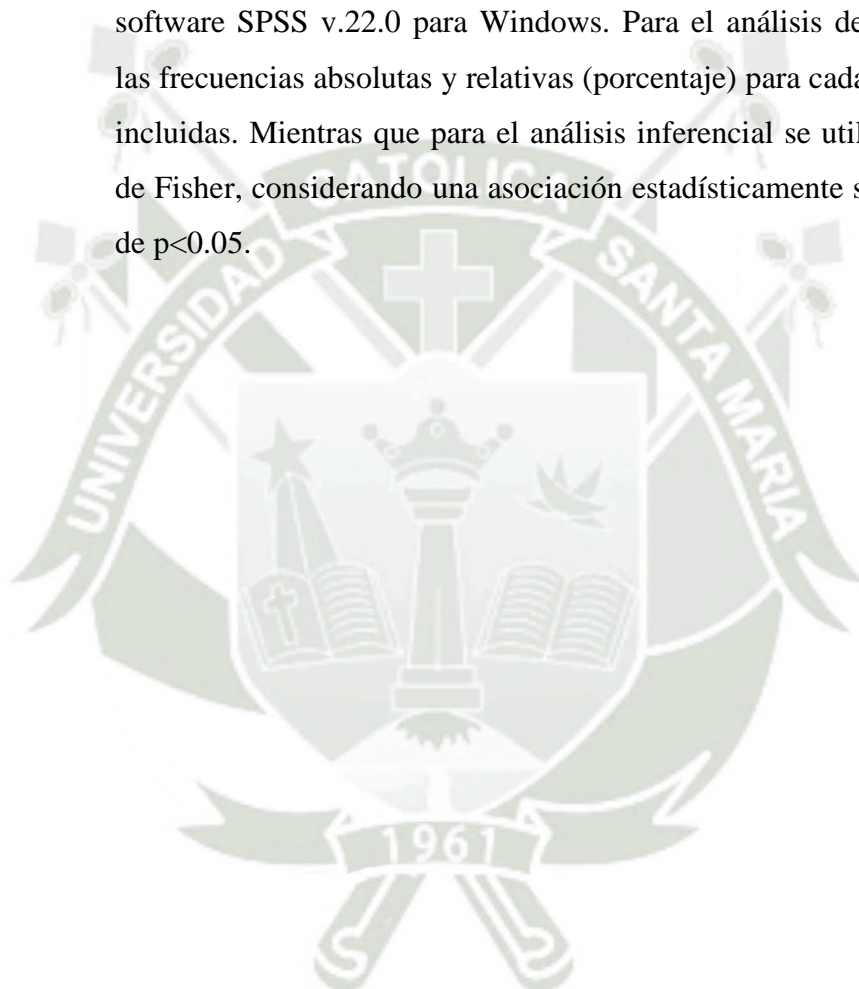 software SPSS v.22.0 para Windows. Para el análisis de
las frecuencias absolutas y relativas (porcentaje) para cada
incluidas. Mientras que para el análisis inferencial se util
de Fisher, considerando una asociación estadísticamente s
de p<0.05.
UNIVERSIDAD CATOLICA SANTA MARIA
1961